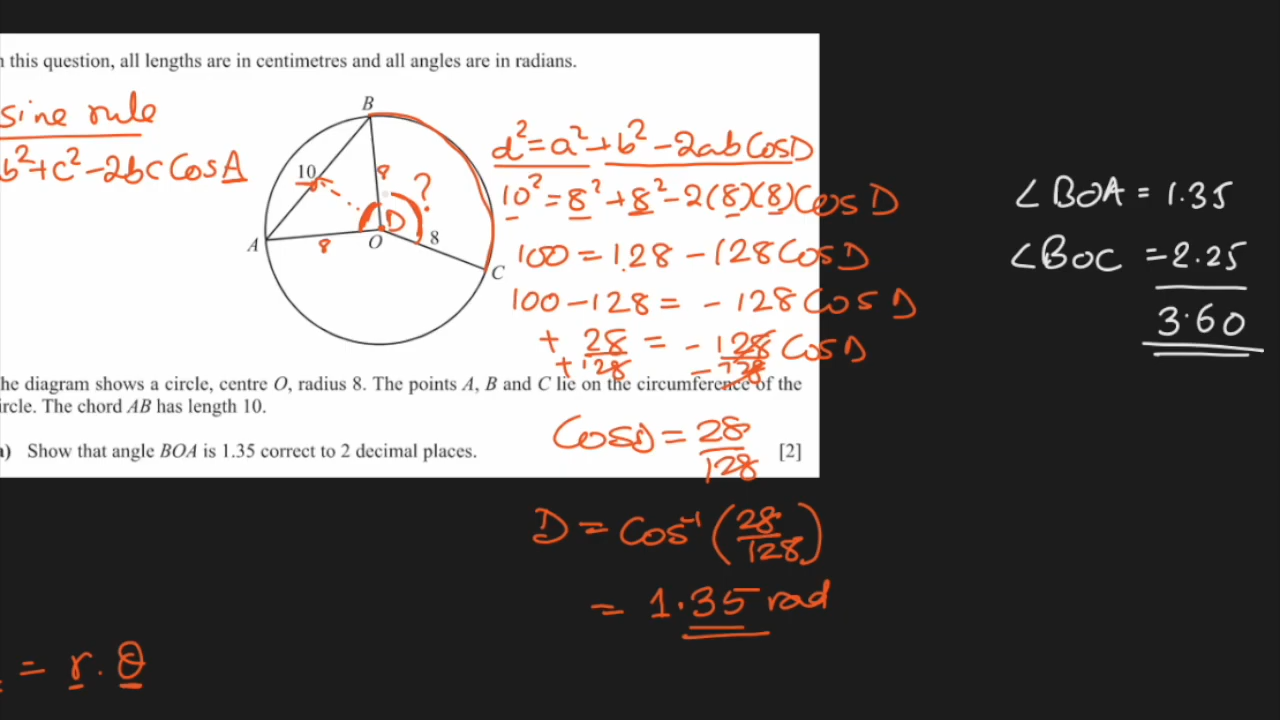 n this question, all lengths are in centimetres and all angles are in radians.
sine rule
b²+c²-2bc Cos A
B
10
8
?
D
A
8
O
8
C
d²=a²+b²-2ab CosD
10² = 8²+8²-2(8)(8)Cos D
100 = 128 - 128 Cos D
100-128 = - 128 Cos D
+ 28 = - 128 Cos D
+128 -128
Cos D = 28/128
D = Cos⁻¹ (28/128)
= 1.35 rad
he diagram shows a circle, centre O, radius 8. The points A, B and C lie on the circumference of the
ircle. The chord AB has length 10.
a) Show that angle BOA is 1.35 correct to 2 decimal places. [2]
= r.θ
∠BOA = 1.35
∠BOC = 2.25
3.60